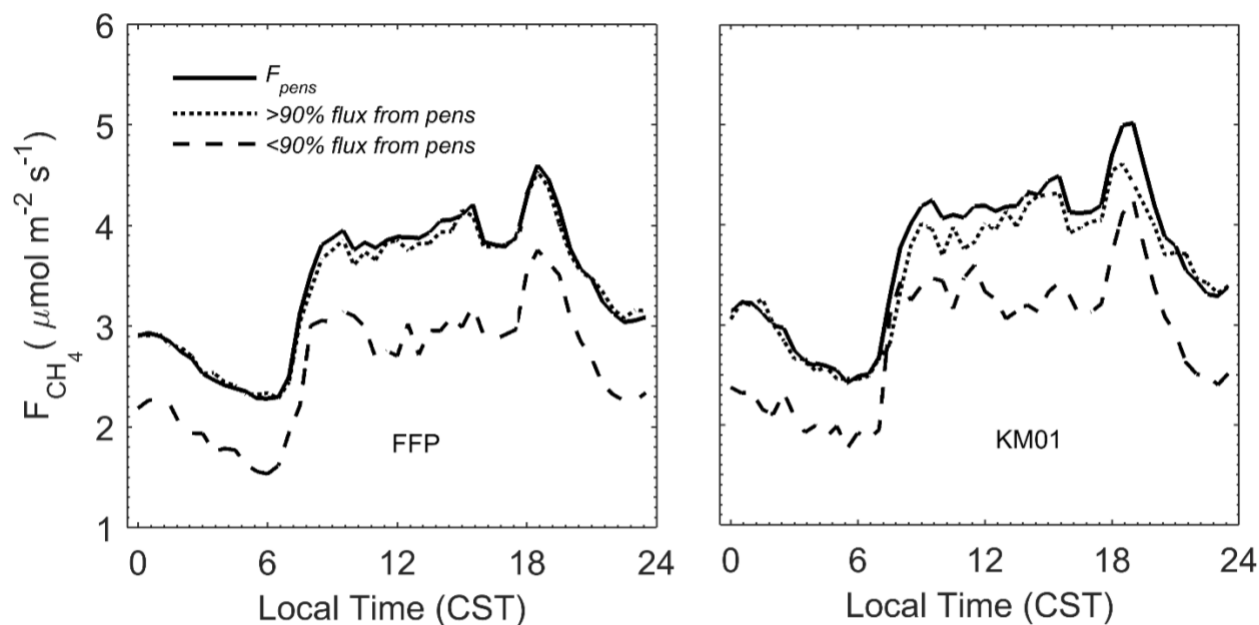 6
5
4
3
2
1
F_CH4 ( μmol m-2 s-1)
F_pens
>90% flux from pens
<90% flux from pens
FFP
0 6 12 18 24
Local Time (CST)
KM01
0 6 12 18 24
Local Time (CST)